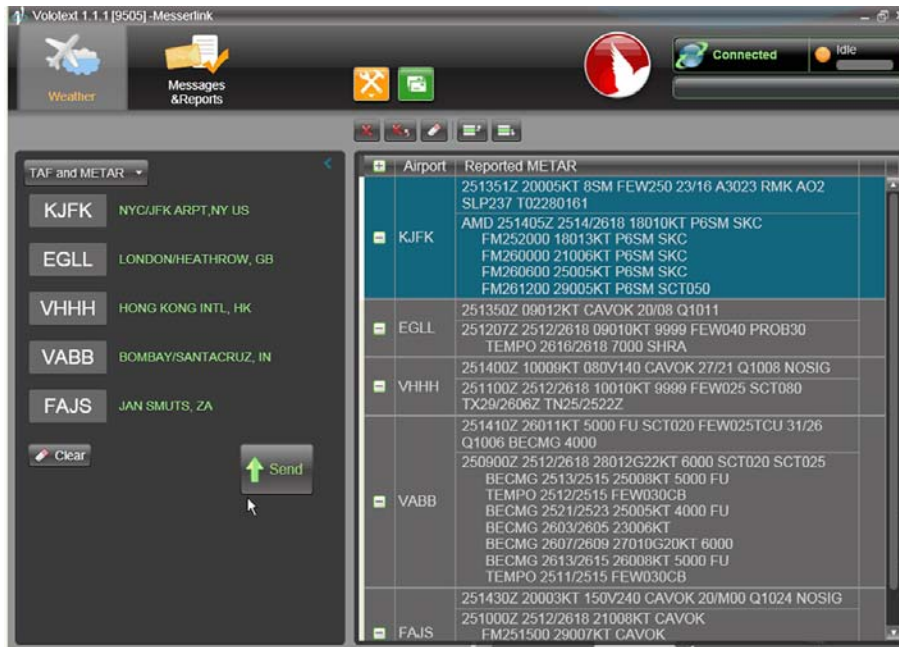 Volotext 1.1.1 [9505] -Messerlink
Weather
Messages
&Reports
Connected
Idle
TAF and METAR
KJFK NYC/JFK ARPT,NY US
EGLL LONDON/HEATHROW, GB
VHHH HONG KONG INTL, HK
VABB BOMBAY/SANTACRUZ, IN
FAJS JAN SMUTS, ZA
Clear
Send
Airport Reported METAR
KJFK
251351Z 20005KT 8SM FEW250 23/16 A3023 RMK AO2
SLP237 T02280161
AMD 251405Z 2514/2618 18010KT P6SM SKC
FM252000 18013KT P6SM SKC
FM260000 21006KT P6SM SKC
FM260600 25005KT P6SM SKC
FM261200 29005KT P6SM SCT050
EGLL
251350Z 09012KT CAVOK 20/08 Q1011
251207Z 2512/2618 09010KT 9999 FEW040 PROB30
TEMPO 2616/2618 7000 SHRA
VHHH
251400Z 10009KT 080V140 CAVOK 27/21 Q1008 NOSIG
251100Z 2512/2618 10010KT 9999 FEW025 SCT080
TX29/2606Z TN25/2522Z
VABB
251410Z 26011KT 5000 FU SCT020 FEW025TCU 31/26
Q1006 BECMG 4000
250900Z 2512/2618 28012G22KT 6000 SCT020 SCT025
BECMG 2513/2515 25008KT 5000 FU
TEMPO 2512/2515 FEW030CB
BECMG 2521/2523 25005KT 4000 FU
BECMG 2603/2605 23006KT
BECMG 2607/2609 27010G20KT 6000
BECMG 2613/2615 26008KT 5000 FU
TEMPO 2511/2515 FEW030CB
FAJS
251430Z 20003KT 150V240 CAVOK 20/M00 Q1024 NOSIG
251000Z 2512/2618 21008KT CAVOK
FM251500 29007KT CAVOK